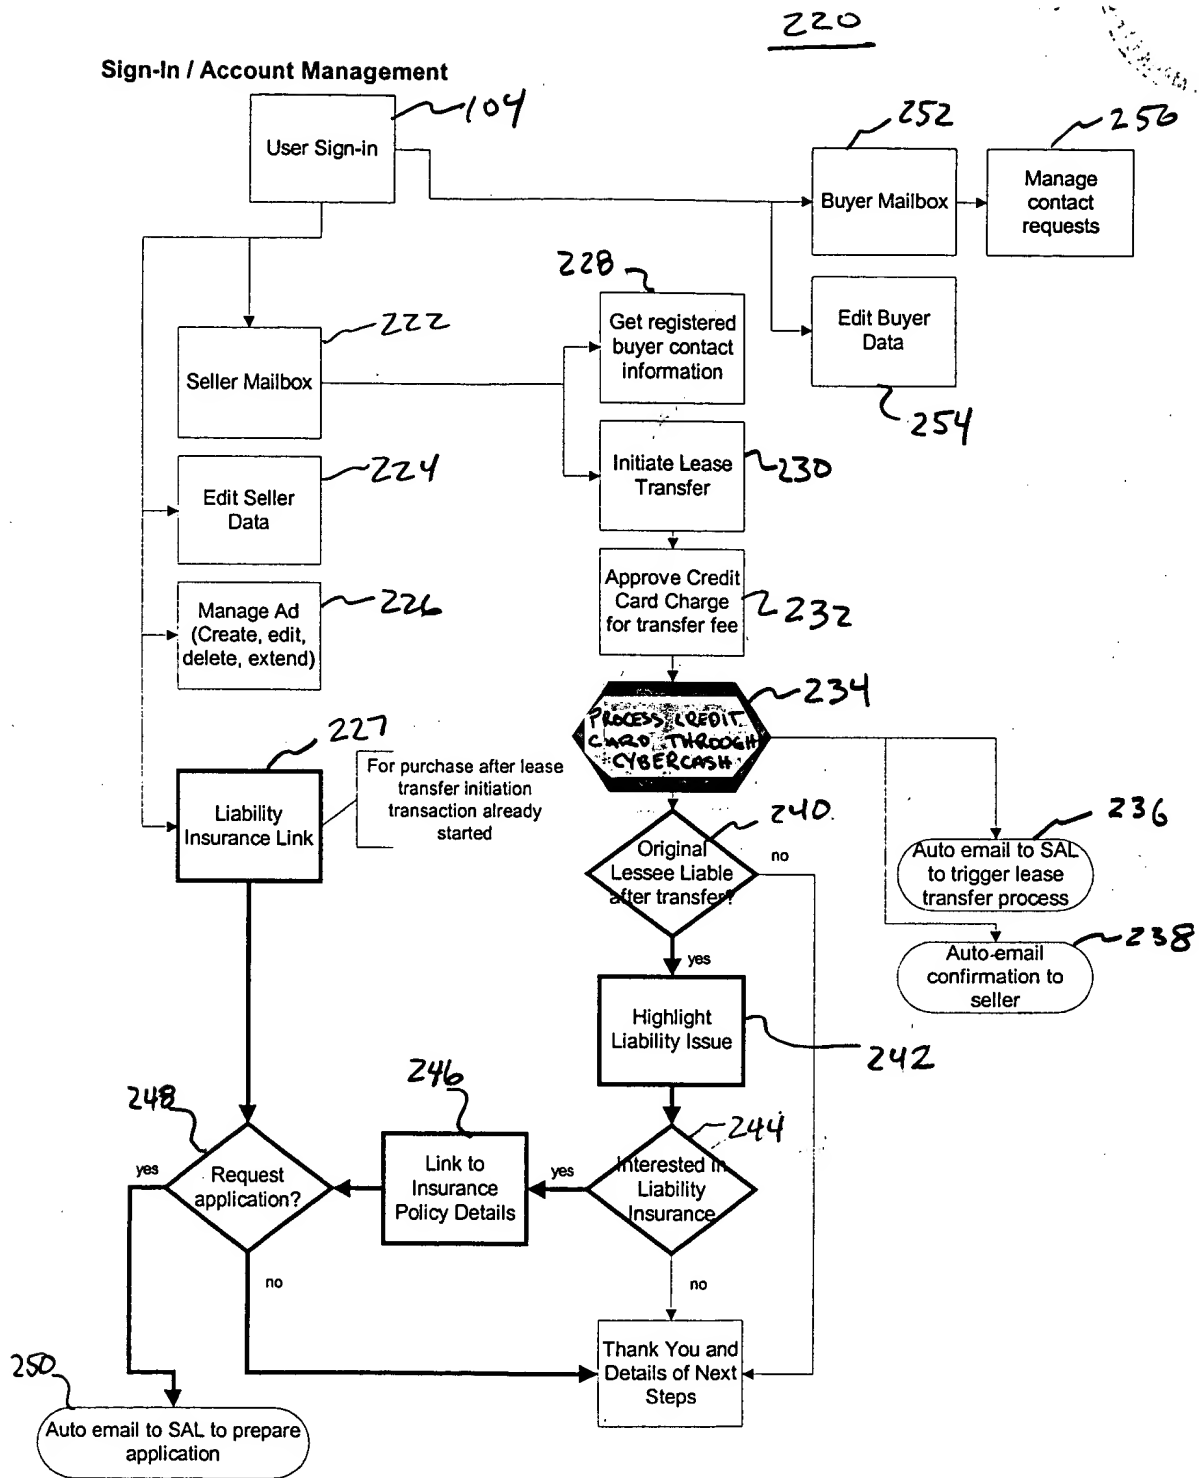 220
Sign-In / Account Management
104
User Sign-in
252
256
Buyer Mailbox
Manage
contact
requests
228
Get registered
buyer contact
information
Edit Buyer
Data
254
222
Seller Mailbox
Initiate Lease
Transfer
230
224
Edit Seller
Data
Approve Credit
Card Charge
for transfer fee
232
226
Manage Ad
(Create, edit,
delete, extend)
234
PROCESS CREDIT
CARD THROUGH
CYBERCASH
227
Liability
Insurance Link
For purchase after lease
transfer initiation
transaction already
started
240
Original
Lessee Liable
after transfer?
no
yes
236
Auto email to SAL
to trigger lease
transfer process
238
Auto-email
confirmation to
seller
Highlight
Liability Issue
242
246
248
244
Request
application?
yes
Link to
Insurance
Policy Details
yes
Interested in
Liability
Insurance
no
no
Thank You and
Details of Next
Steps
250
Auto email to SAL to prepare
application